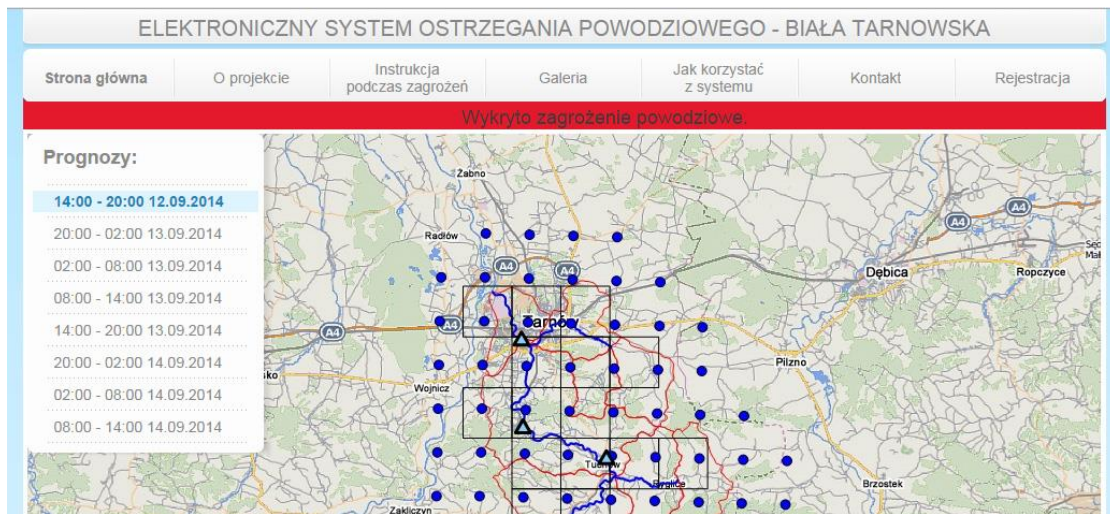 ELEKTRONICZNY SYSTEM OSTRZEGANIA POWODZIOWEGO - BIAŁA TARNOWSKA
Strona główna
O projekcie
Instrukcja
podczas zagrożeń
Galeria
Jak korzystać
z systemu
Kontakt
Rejestracja
Wykryto zagrożenie powodziowe.
Prognozy:
14:00 - 20:00 12.09.2014
20:00 - 02:00 13.09.2014
02:00 - 08:00 13.09.2014
08:00 - 14:00 13.09.2014
14:00 - 20:00 13.09.2014
20:00 - 02:00 14.09.2014
02:00 - 08:00 14.09.2014
08:00 - 14:00 14.09.2014
Żabno
A4
A4
Radłów
Sęd
A4
A4
Dębica
Ropczyce
A4
A4
Tarnów
Pilzno
sko
Wojnicz
Tuchów
Ryglice
Brzostek
Zakliczyn